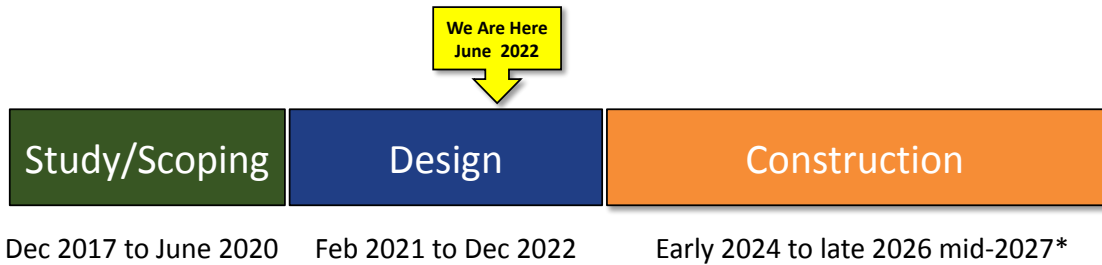 We Are Here
June 2022
Study/Scoping
Design
Construction
Dec 2017 to June 2020
Feb 2021 to Dec 2022
Early 2024 to late 2026 mid-2027*